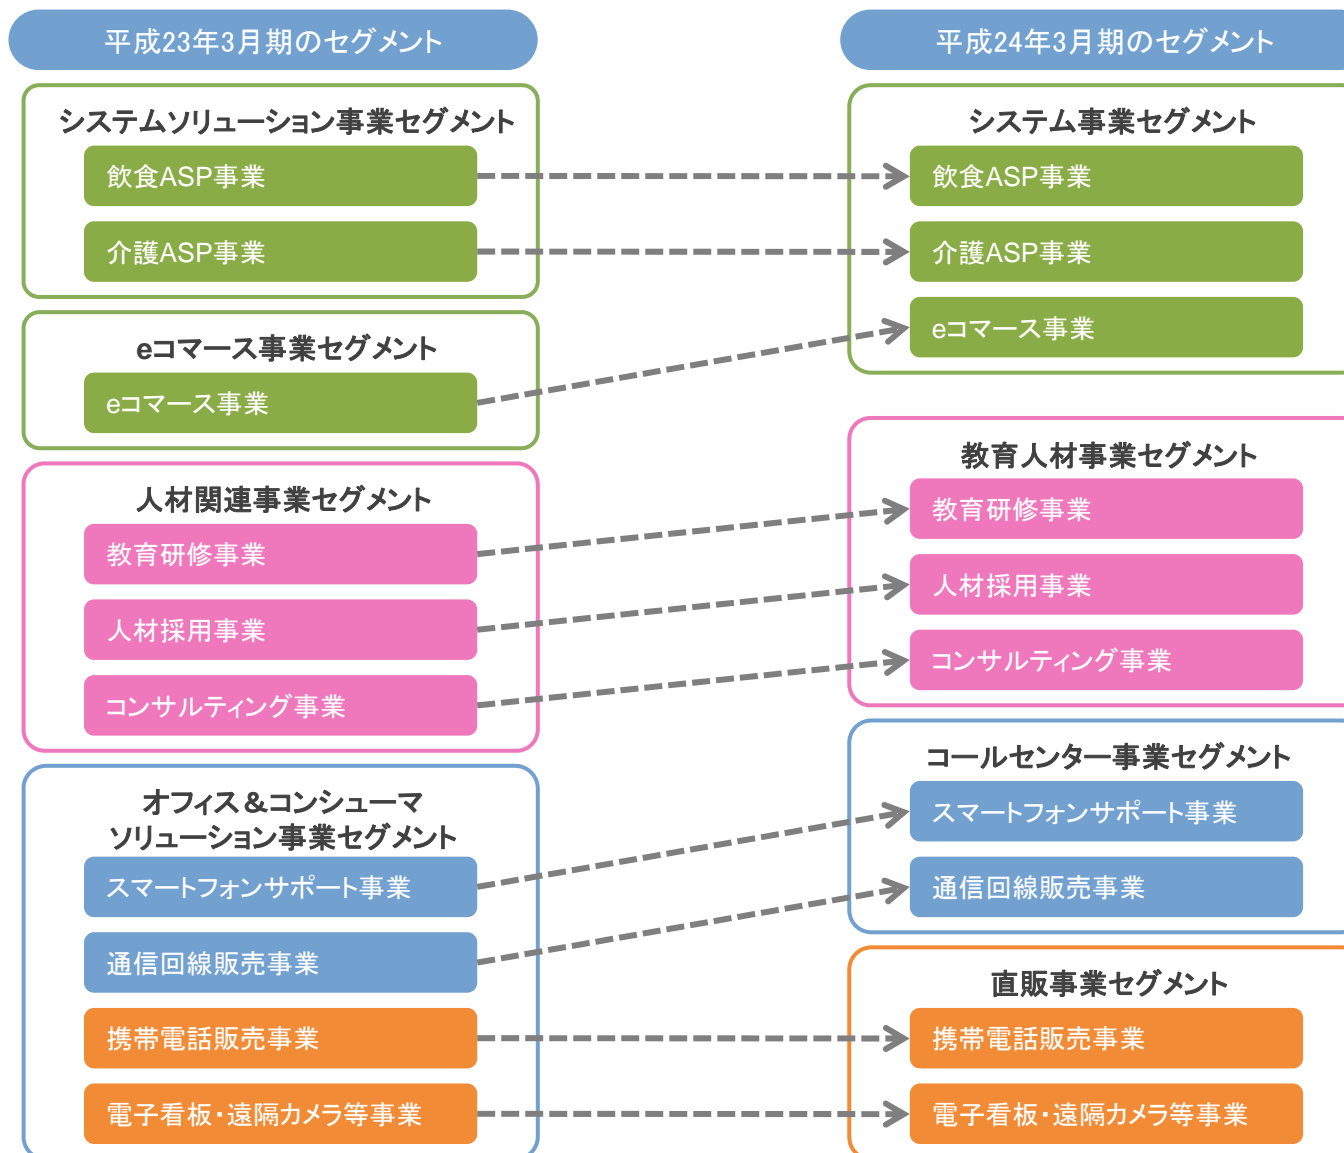 平成23年3月期のセグメント
システムソリューション事業セグメント
飲食ASP事業
介護ASP事業
eコマース事業セグメント
eコマース事業
人材関連事業セグメント
教育研修事業
人材採用事業
コンサルティング事業
オフィス＆コンシューマ
ソリューション事業セグメント
スマートフォンサポート事業
通信回線販売事業
携帯電話販売事業
電子看板・遠隔カメラ等事業
平成24年3月期のセグメント
システム事業セグメント
飲食ASP事業
介護ASP事業
eコマース事業
教育人材事業セグメント
教育研修事業
人材採用事業
コンサルティング事業
コールセンター事業セグメント
スマートフォンサポート事業
通信回線販売事業
直販事業セグメント
携帯電話販売事業
電子看板・遠隔カメラ等事業